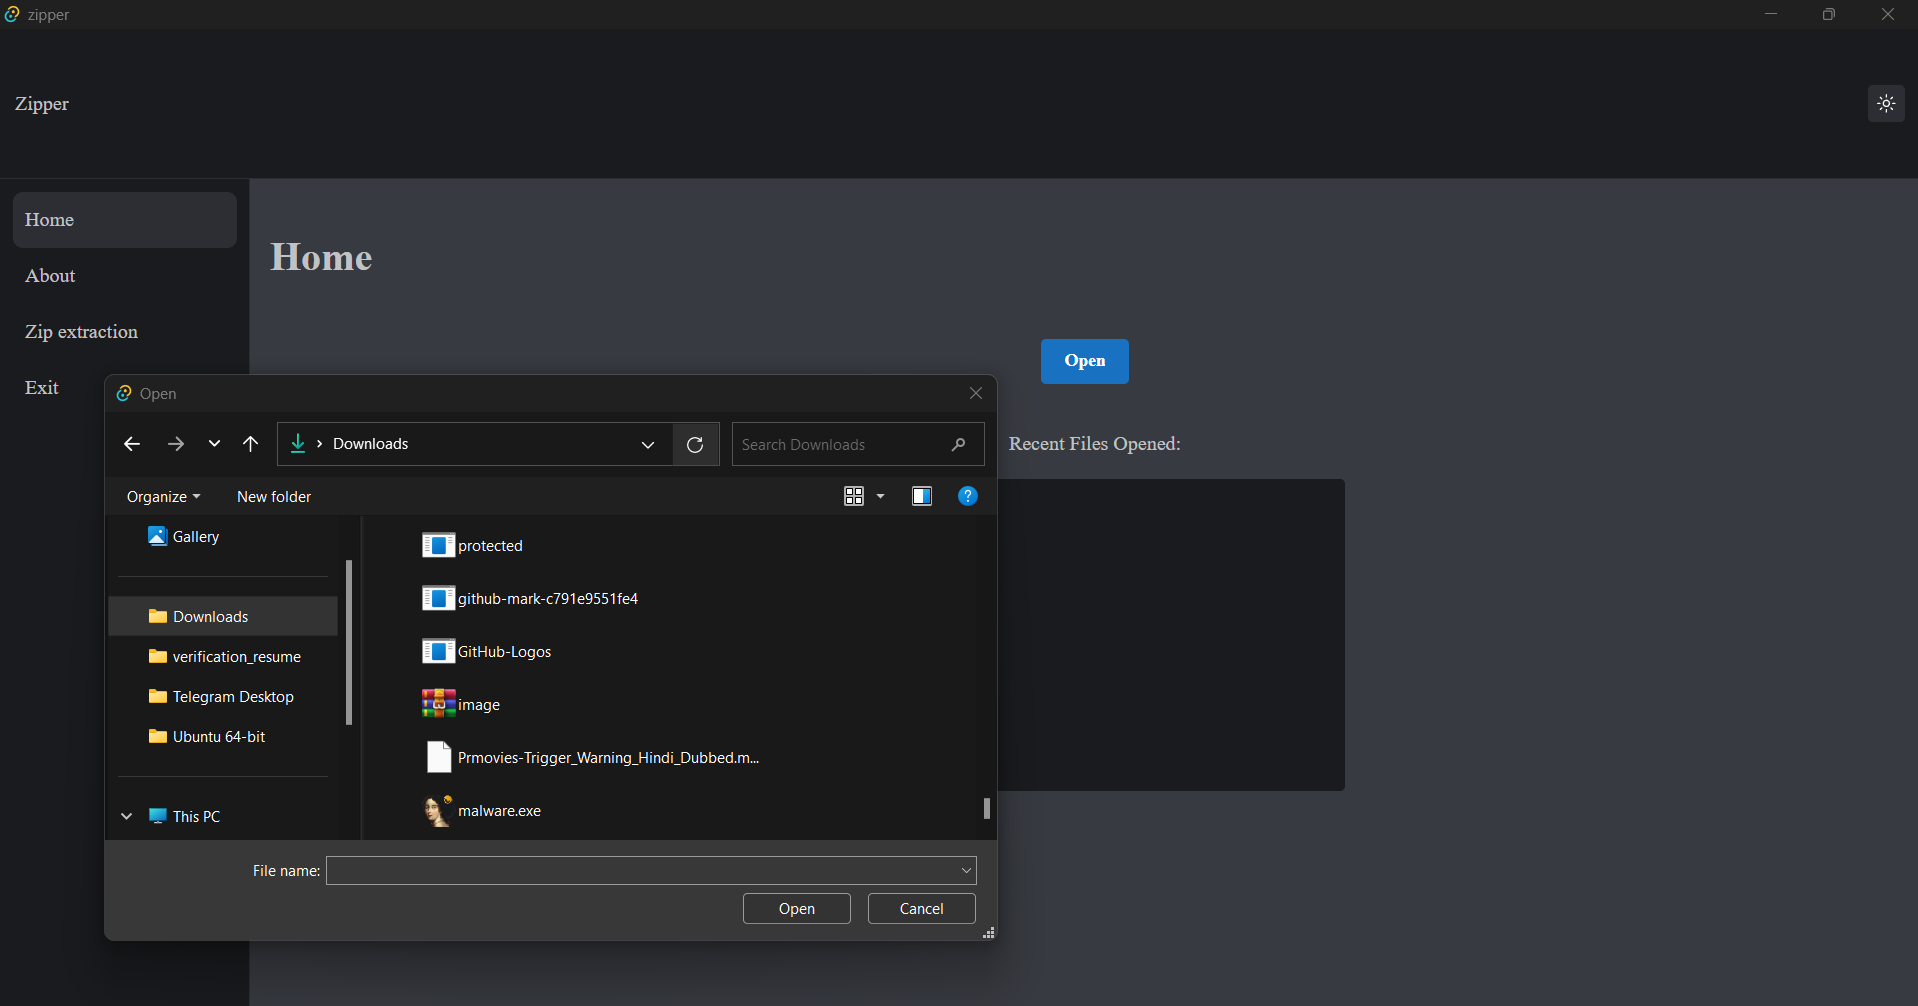 zipper
Zipper
Home
About
Zip extraction
Exit
Home
Open
Recent Files Opened:
Open
Downloads
Search Downloads
Organize
New folder
Gallery
Downloads
verification_resume
Telegram Desktop
Ubuntu 64-bit
This PC
protected
github-mark-c791e9551fe4
GitHub-Logos
image
Prmovies-Trigger_Warning_Hindi_Dubbed.m...
malware.exe
File name:
Open
Cancel